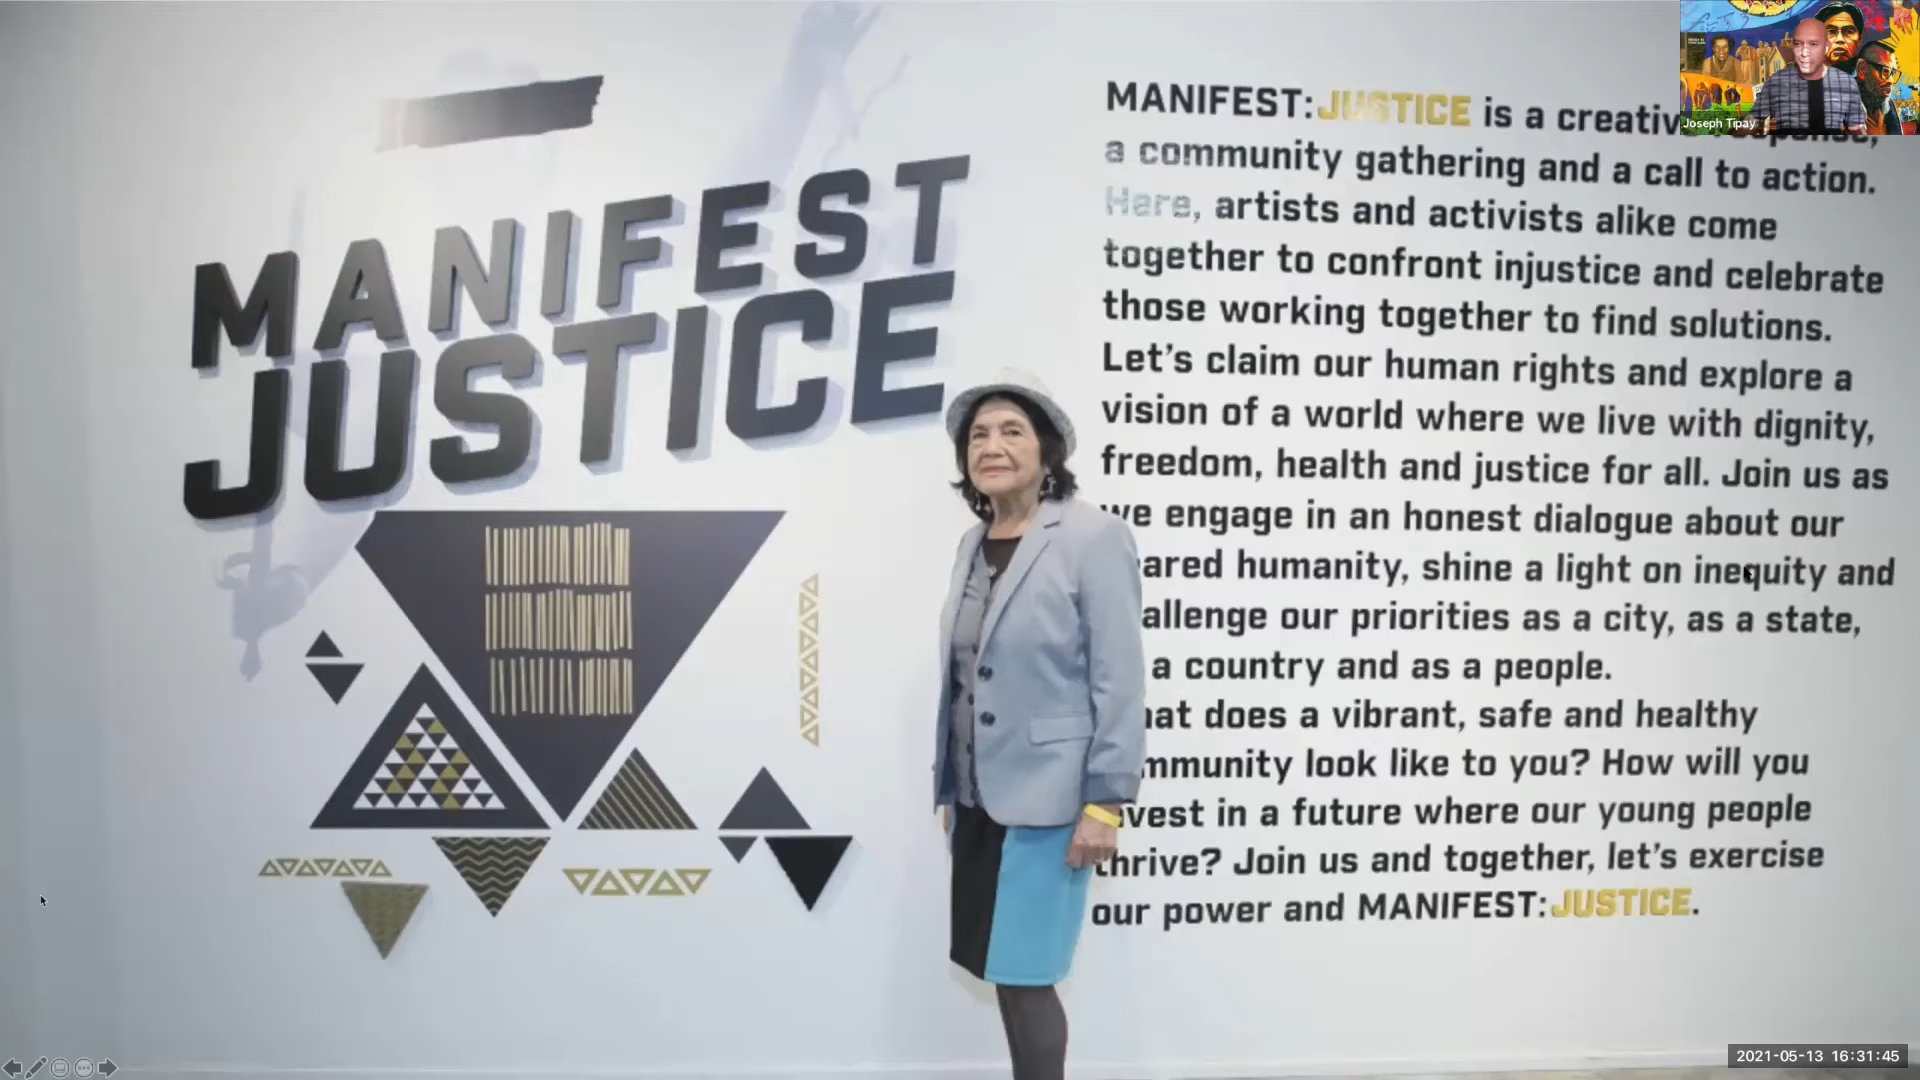 MANIFEST
JUSTICE
MANIFEST:JUSTICE is a creative
a community gathering and a call to action.
Here, artists and activists alike come
together to confront injustice and celebrate
those working together to find solutions.
Let's claim our human rights and explore a
vision of a world where we live with dignity,
freedom, health and justice for all. Join us as
we engage in an honest dialogue about our
ared humanity, shine a light on inequity and
allenge our priorities as a city, as a state,
a country and as a people.
at does a vibrant, safe and healthy
mmunity look like to you? How will you
vest in a future where our young people
thrive? Join us and together, let's exercise
our power and MANIFEST:JUSTICE.
Joseph Tipay
2021-05-13 16:31:45